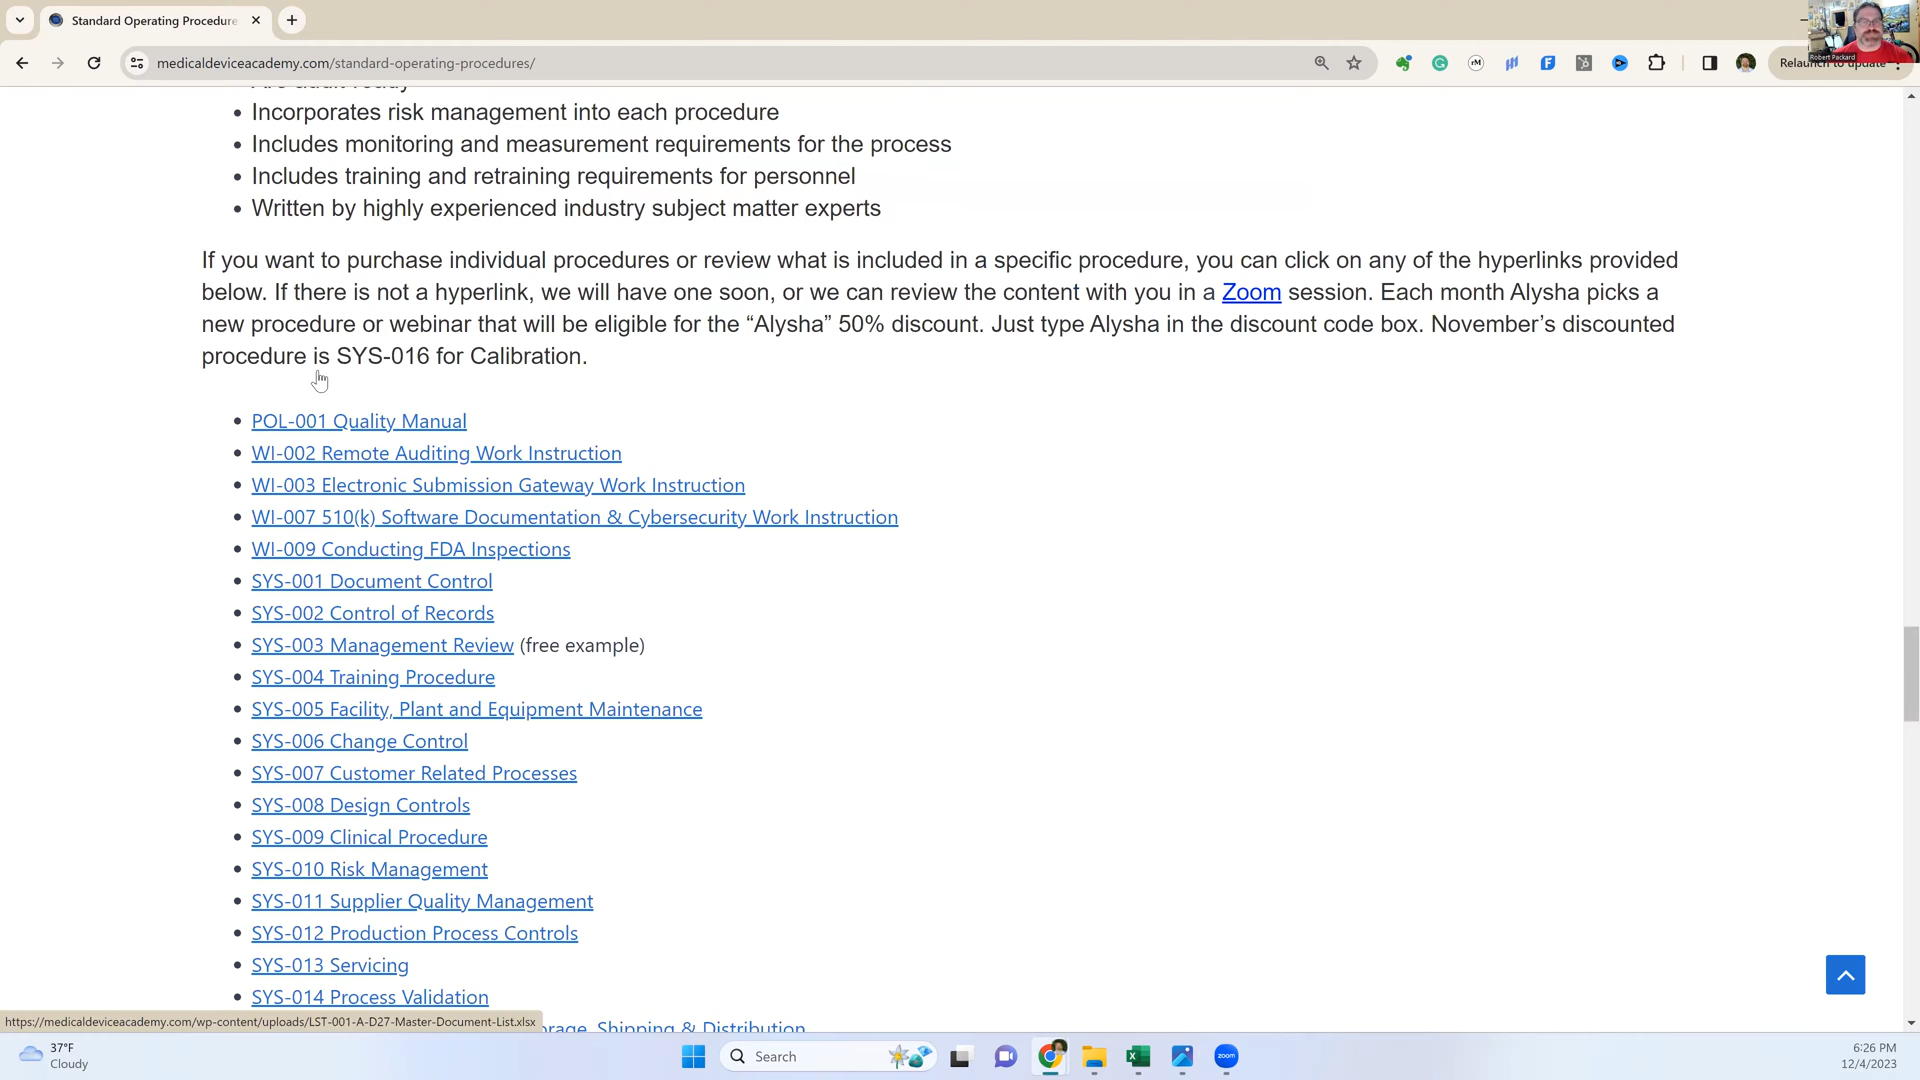 Standard Operating Procedure
medicaldeviceacademy.com/standard-operating-procedures/
Relaunch to update
Robert Packard
Are audit ready
Incorporates risk management into each procedure
Includes monitoring and measurement requirements for the process
Includes training and retraining requirements for personnel
Written by highly experienced industry subject matter experts
If you want to purchase individual procedures or review what is included in a specific procedure, you can click on any of the hyperlinks provided
below. If there is not a hyperlink, we will have one soon, or we can review the content with you in a Zoom session. Each month Alysha picks a
new procedure or webinar that will be eligible for the “Alysha” 50% discount. Just type Alysha in the discount code box. November’s discounted
procedure is SYS-016 for Calibration.
POL-001 Quality Manual
WI-002 Remote Auditing Work Instruction
WI-003 Electronic Submission Gateway Work Instruction
WI-007 510(k) Software Documentation & Cybersecurity Work Instruction
WI-009 Conducting FDA Inspections
SYS-001 Document Control
SYS-002 Control of Records
SYS-003 Management Review (free example)
SYS-004 Training Procedure
SYS-005 Facility, Plant and Equipment Maintenance
SYS-006 Change Control
SYS-007 Customer Related Processes
SYS-008 Design Controls
SYS-009 Clinical Procedure
SYS-010 Risk Management
SYS-011 Supplier Quality Management
SYS-012 Production Process Controls
SYS-013 Servicing
SYS-014 Process Validation
orage, Shipping & Distribution
https://medicaldeviceacademy.com/wp-content/uploads/LST-001-A-D27-Master-Document-List.xlsx
37°F
Cloudy
Search
zoom
6:26 PM
12/4/2023